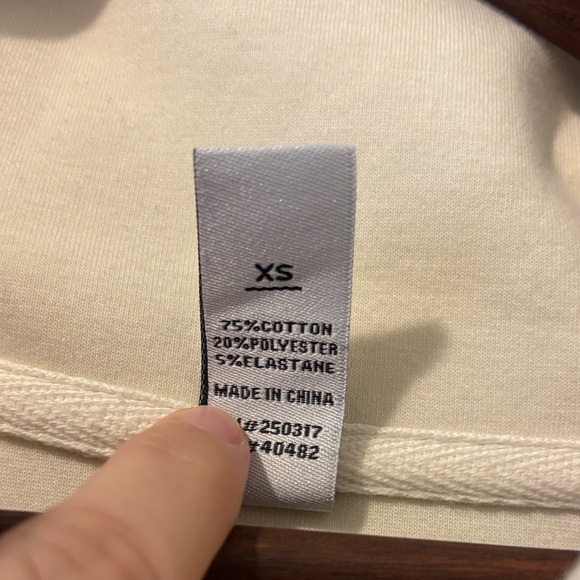 XS
75%COTTON
20%POLYESTER
5%ELASTANE
MADE IN CHINA
#250317
#40482